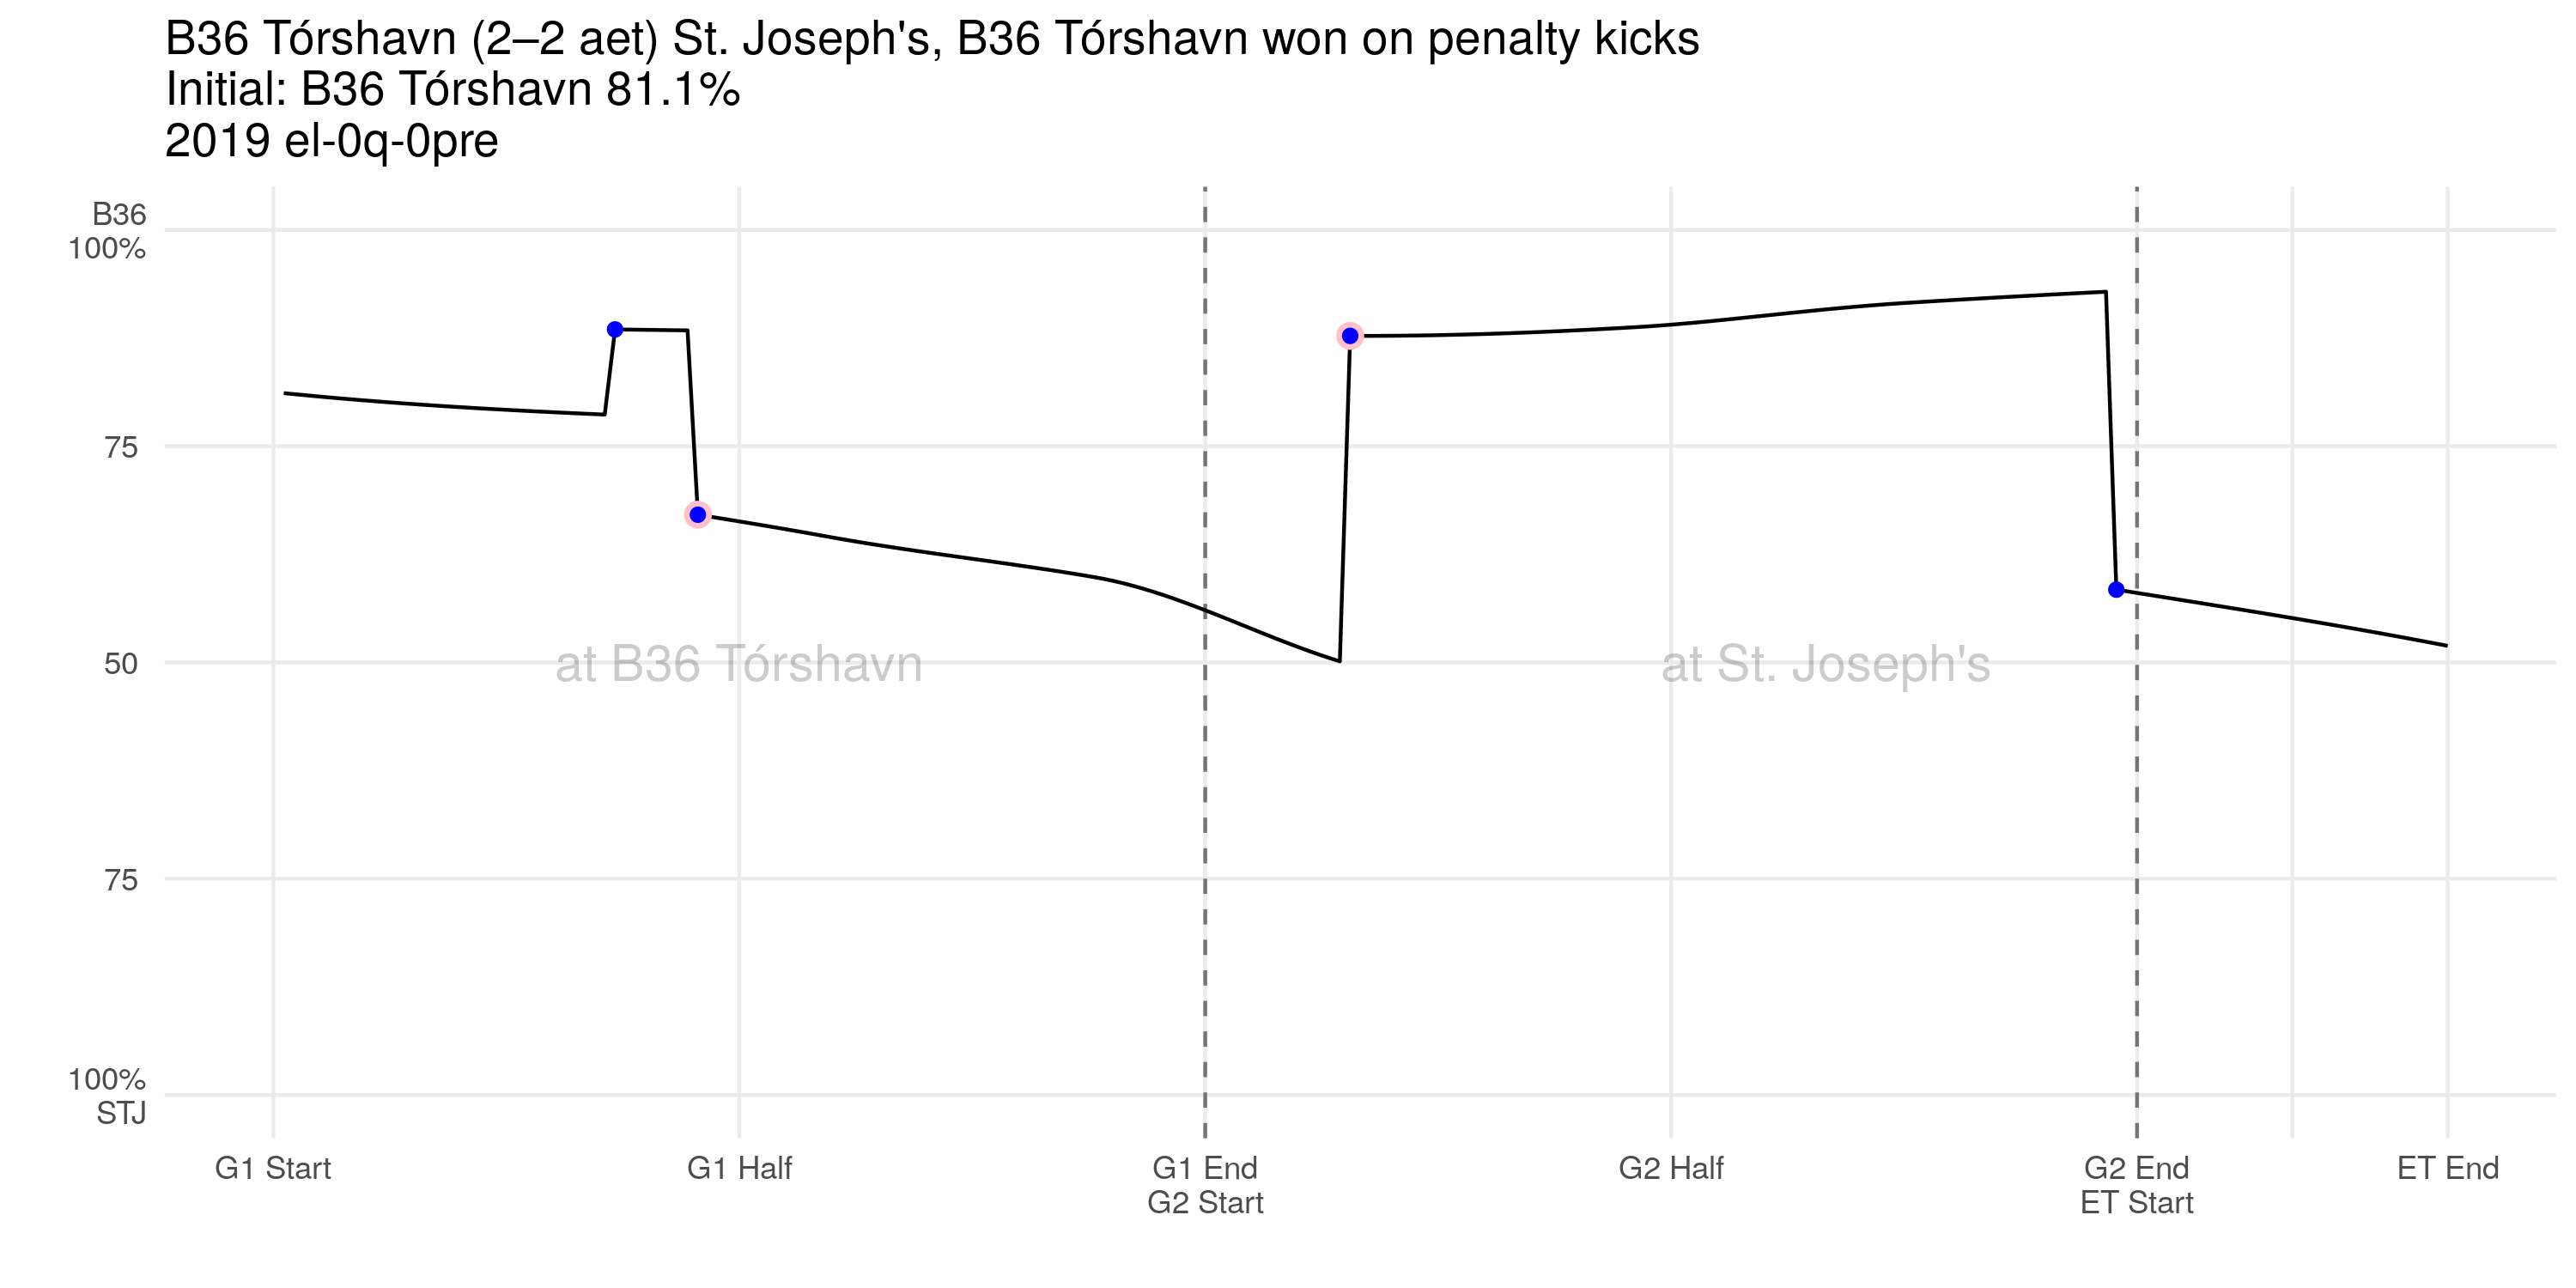 B36 Tórshavn (2–2 aet) St. Joseph's, B36 Tórshavn won on penalty kicks
Initial: B36 Tórshavn 81.1%
2019 el-0q-0pre
B36
100%
75
50
75
100%
STJ
at B36 Tórshavn
at St. Joseph's
G1 Start
G1 Half
G1 End
G2 Start
G2 Half
G2 End
ET Start
ET End